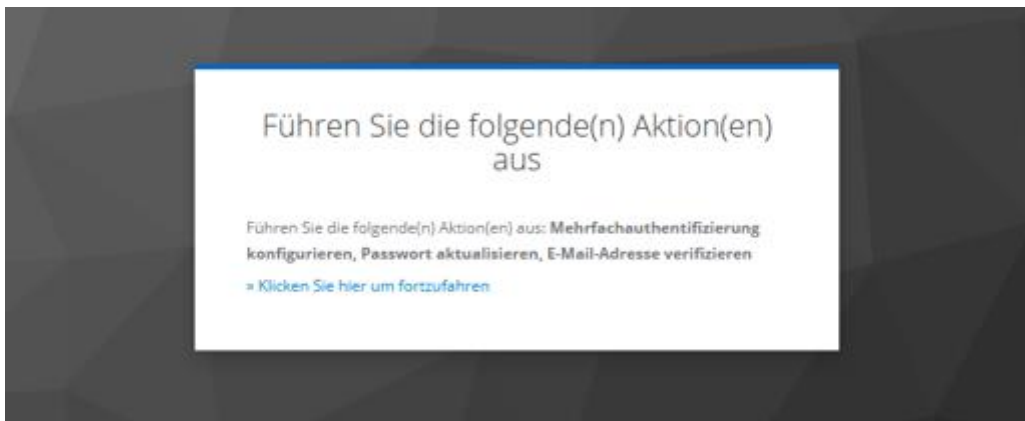 Führen Sie die folgende(n) Aktion(en)
aus
Führen Sie die folgende(n) Aktion(en) aus: Mehrfachauthentifizierung
konfigurieren, Passwort aktualisieren, E-Mail-Adresse verifizieren
» Klicken Sie hier um fortzufahren